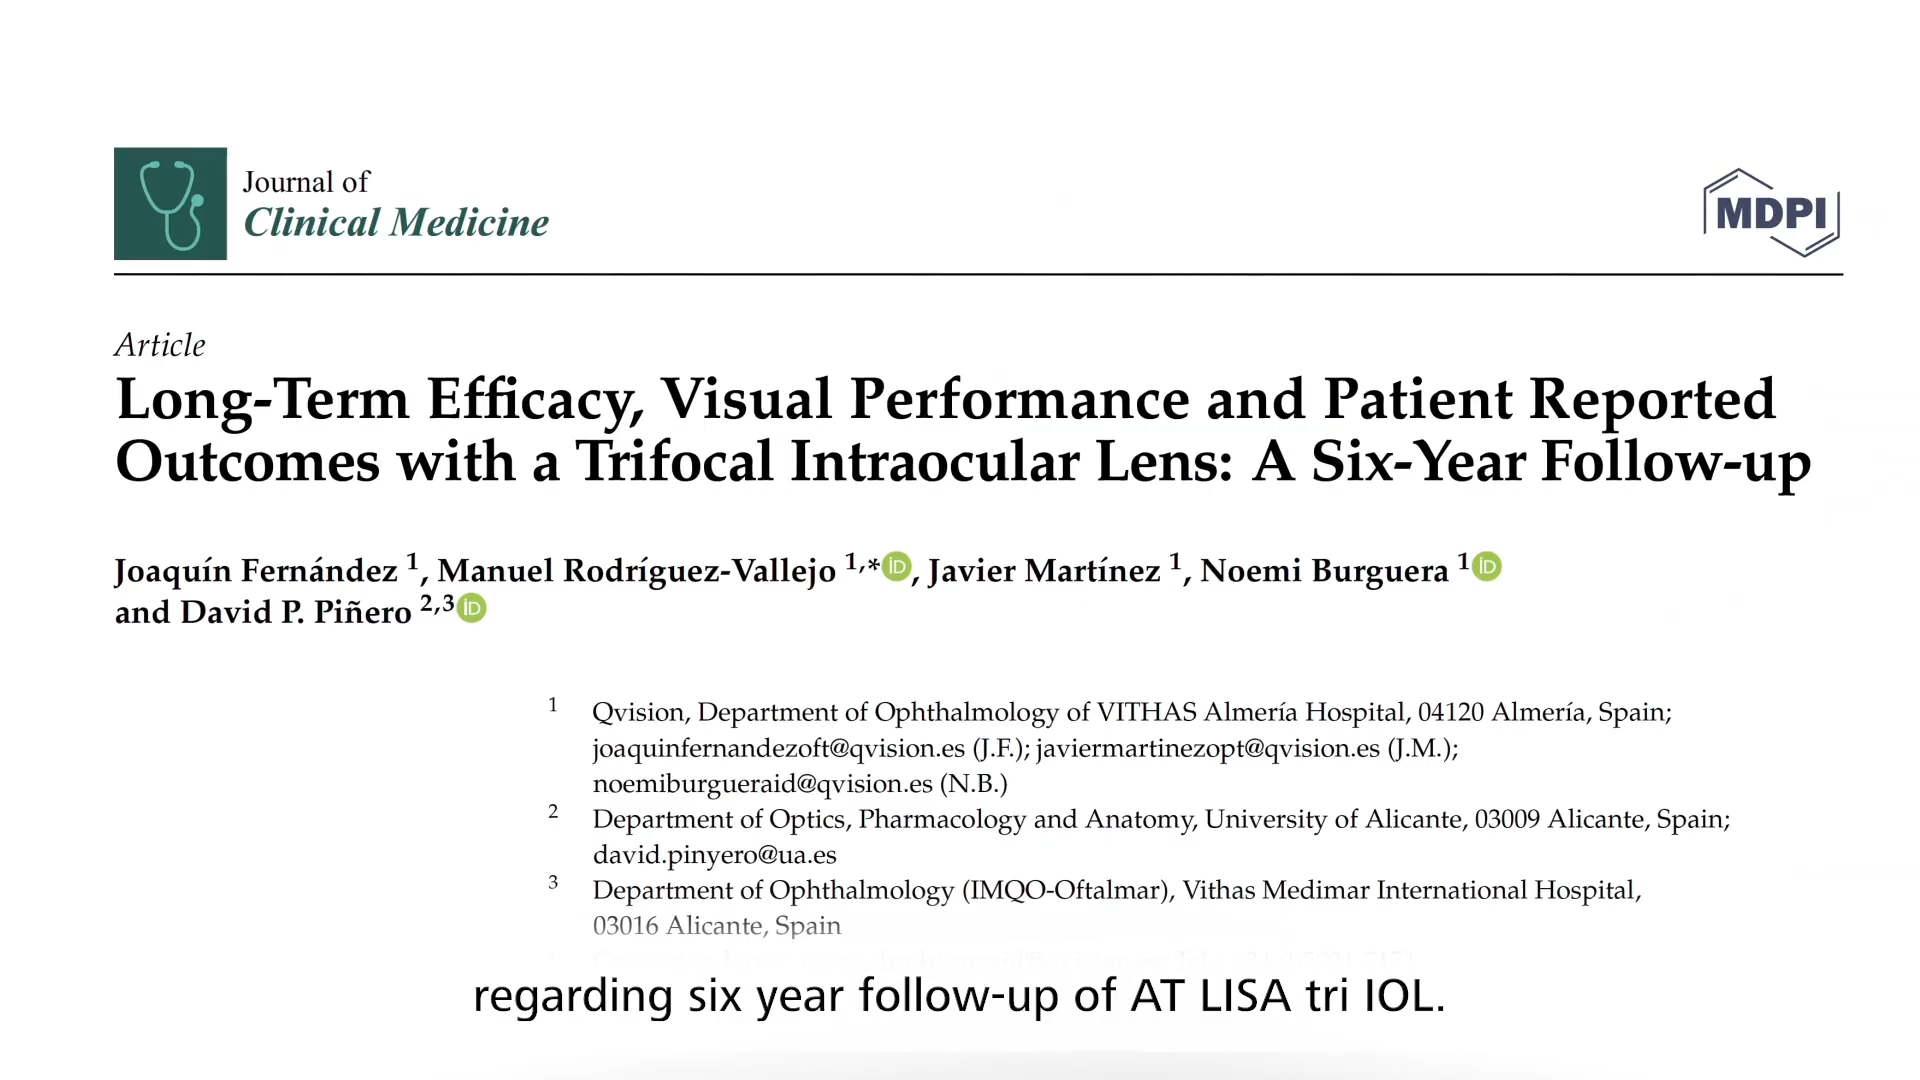 Journal of
Clinical Medicine
MDPI
Article
Long-Term Efficacy, Visual Performance and Patient Reported
Outcomes with a Trifocal Intraocular Lens: A Six-Year Follow-up
Joaquín Fernández 1, Manuel Rodríguez-Vallejo 1,* iD, Javier Martínez 1, Noemi Burguera 1 iD
and David P. Piñero 2,3 iD
1 Qvision, Department of Ophthalmology of VITHAS Almería Hospital, 04120 Almería, Spain;
joaquinfernandezoft@qvision.es (J.F.); javiermartinezopt@qvision.es (J.M.);
noemiburgueraid@qvision.es (N.B.)
2 Department of Optics, Pharmacology and Anatomy, University of Alicante, 03009 Alicante, Spain;
david.pinyero@ua.es
3 Department of Ophthalmology (IMQO-Oftalmar), Vithas Medimar International Hospital,
03016 Alicante, Spain
regarding six year follow-up of AT LISA tri IOL.